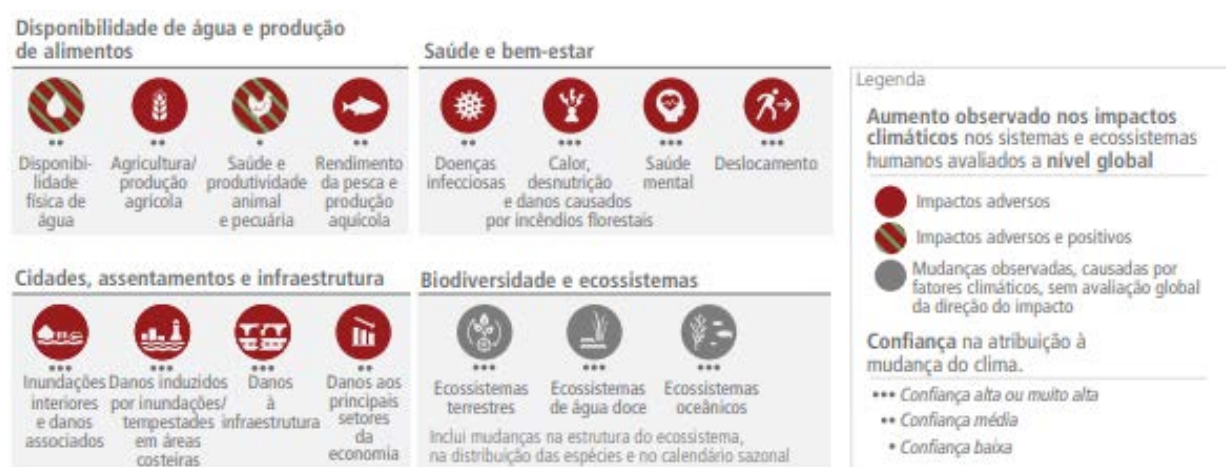 Disponibilidade de água e produção
de alimentos
••
Disponibi-
lidade
física de
água
••
Agricultura/
produção
agrícola
•
Saúde e
produtividade
animal
e pecuária
••
Rendimento
da pesca e
produção
aquícola
Saúde e bem-estar
••
Doenças
infecciosas
•••
Calor,
desnutrição
e danos causados
por incêndios florestais
•••
Saúde
mental
•••
Deslocamento
Cidades, assentamentos e infraestrutura
•••
Inundações
interiores
e danos
associados
•••
Danos induzidos
por inundações/
tempestades
em áreas
costeiras
•••
Danos
à
infraestrutura
••
Danos aos
principais
setores
da
economia
Biodiversidade e ecossistemas
•••
Ecossistemas
terrestres
•••
Ecossistemas
de água doce
•••
Ecossistemas
oceânicos
Inclui mudanças na estrutura do ecossistema,
na distribuição das espécies e no calendário sazonal
Legenda
Aumento observado nos impactos
climáticos nos sistemas e ecossistemas
humanos avaliados a nível global
Impactos adversos
Impactos adversos e positivos
Mudanças observadas, causadas por
fatores climáticos, sem avaliação global
da direção do impacto
Confiança na atribuição à
mudança do clima.
••• Confiança alta ou muito alta
•• Confiança média
• Confiança baixa